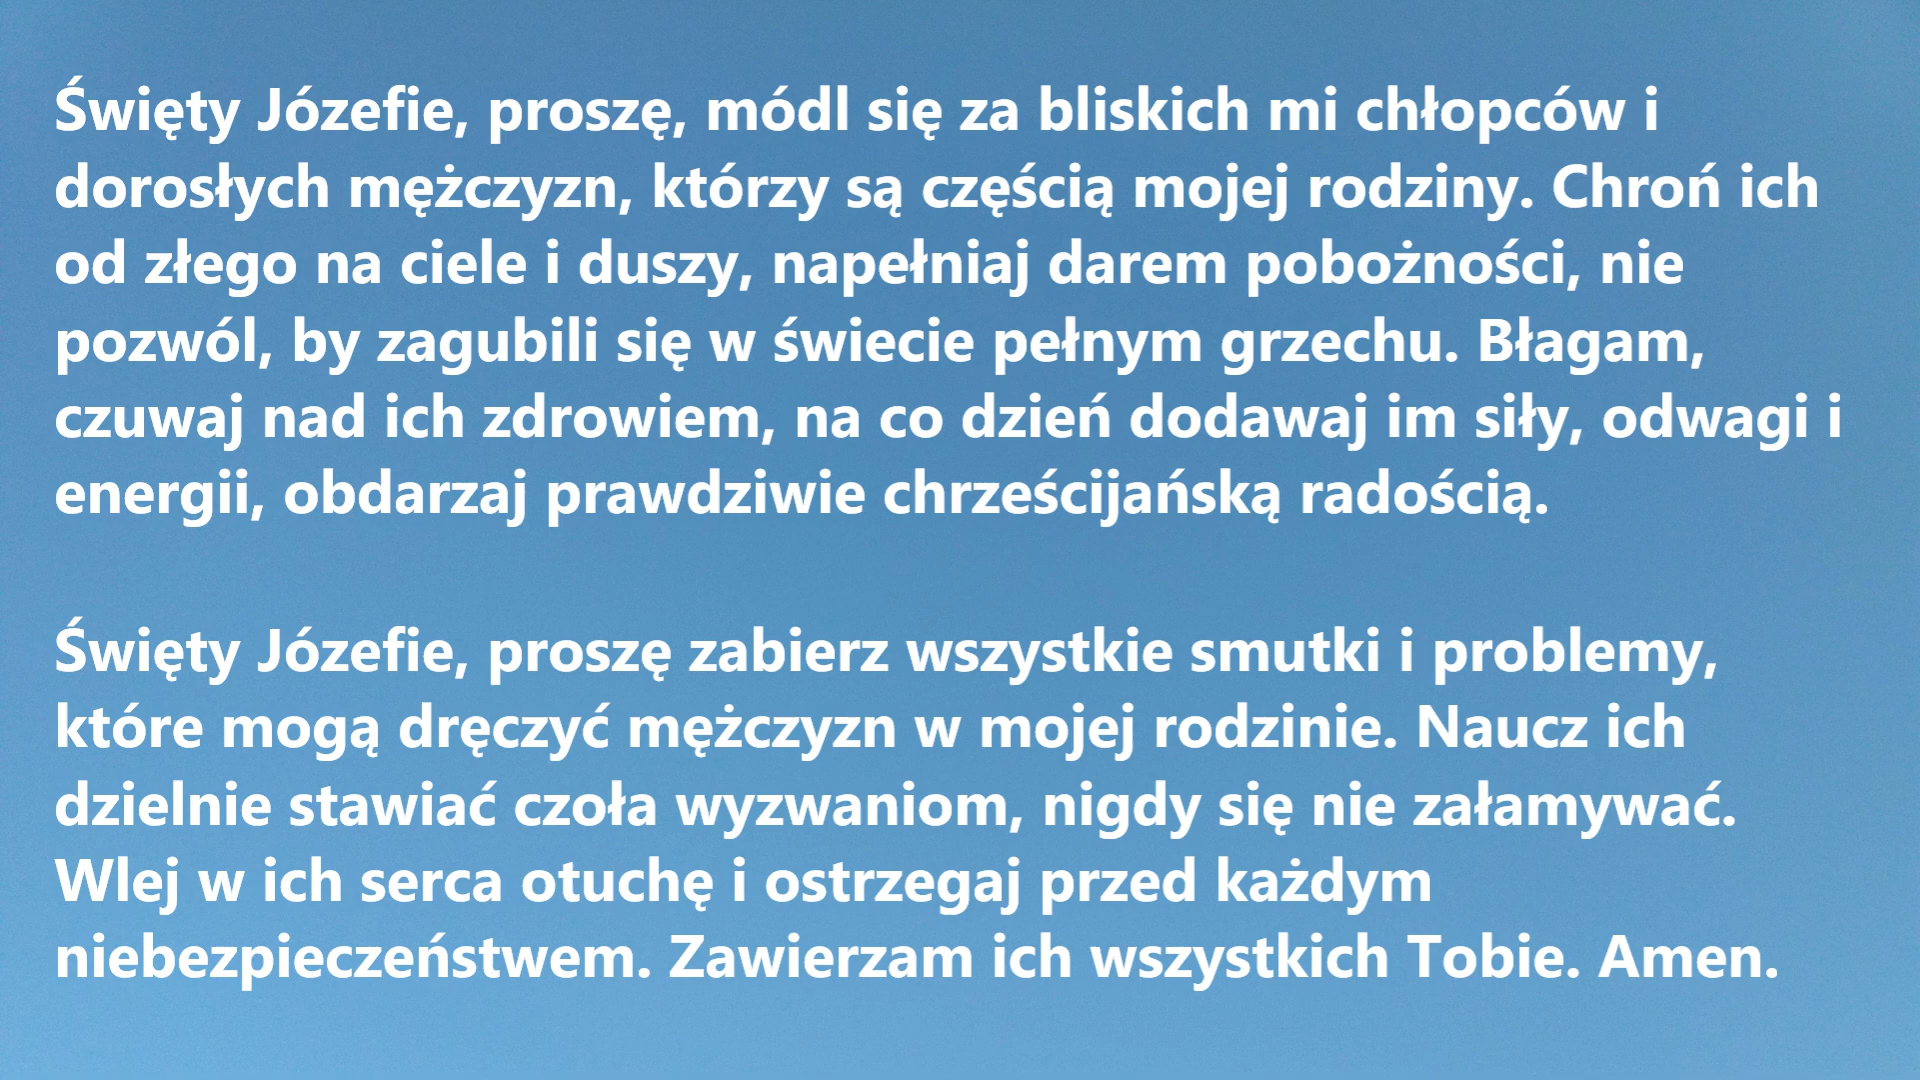 Święty Józefie, proszę, módl się za bliskich mi chłopców i
dorosłych mężczyzn, którzy są częścią mojej rodziny. Chroń ich
od złego na ciele i duszy, napełniaj darem pobożności, nie
pozwól, by zagubili się w świecie pełnym grzechu. Błagam,
czuwaj nad ich zdrowiem, na co dzień dodawaj im siły, odwagi i
energii, obdarzaj prawdziwie chrześcijańską radością.
Święty Józefie, proszę zabierz wszystkie smutki i problemy,
które mogą dręczyć mężczyzn w mojej rodzinie. Naucz ich
dzielnie stawiać czoła wyzwaniom, nigdy się nie załamywać.
Wlej w ich serca otuchę i ostrzegaj przed każdym
niebezpieczeństwem. Zawierzam ich wszystkich Tobie. Amen.